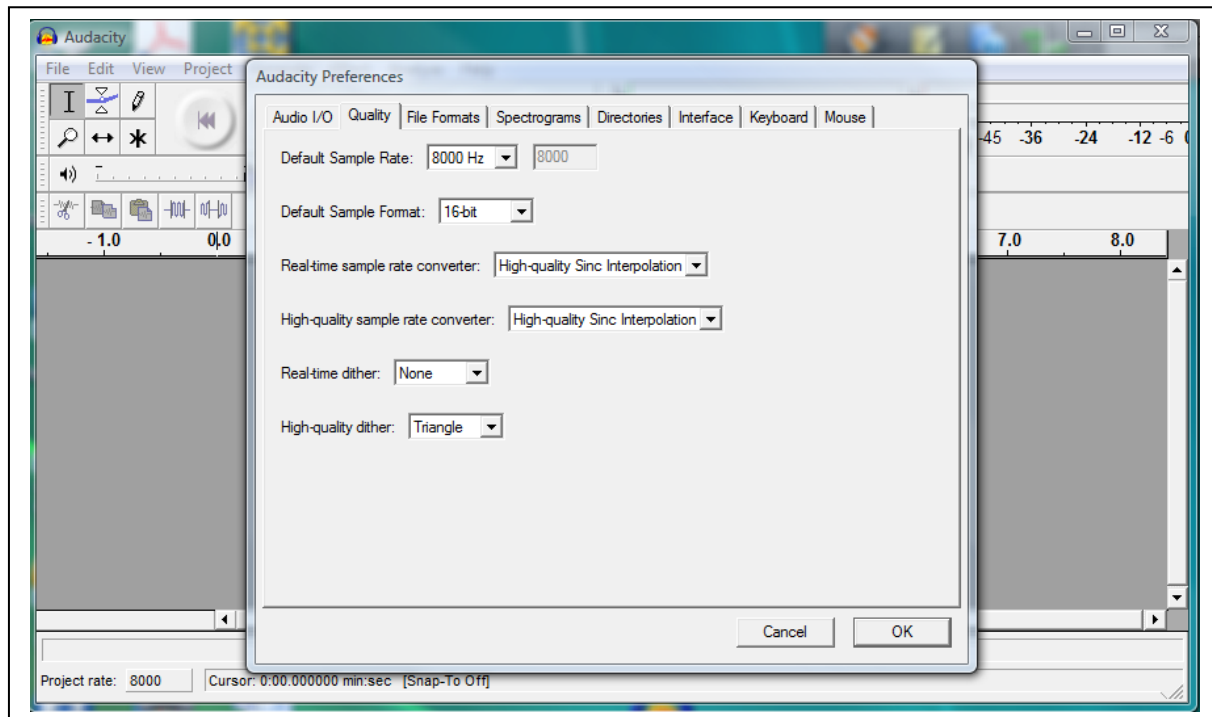 Audacity
File Edit View Project
Audacity Preferences
Audio I/O Quality File Formats Spectrograms Directories Interface Keyboard Mouse
-45 -36 -24 -12 -6
Default Sample Rate: 8000 Hz 8000
Default Sample Format: 16-bit
- 1.0 0,0 7.0 8.0
Real-time sample rate converter: High-quality Sinc Interpolation
High-quality sample rate converter: High-quality Sinc Interpolation
Real-time dither: None
High-quality dither: Triangle
Cancel OK
Project rate: 8000 Cursor: 0:00.000000 min:sec [Snap-To Off]